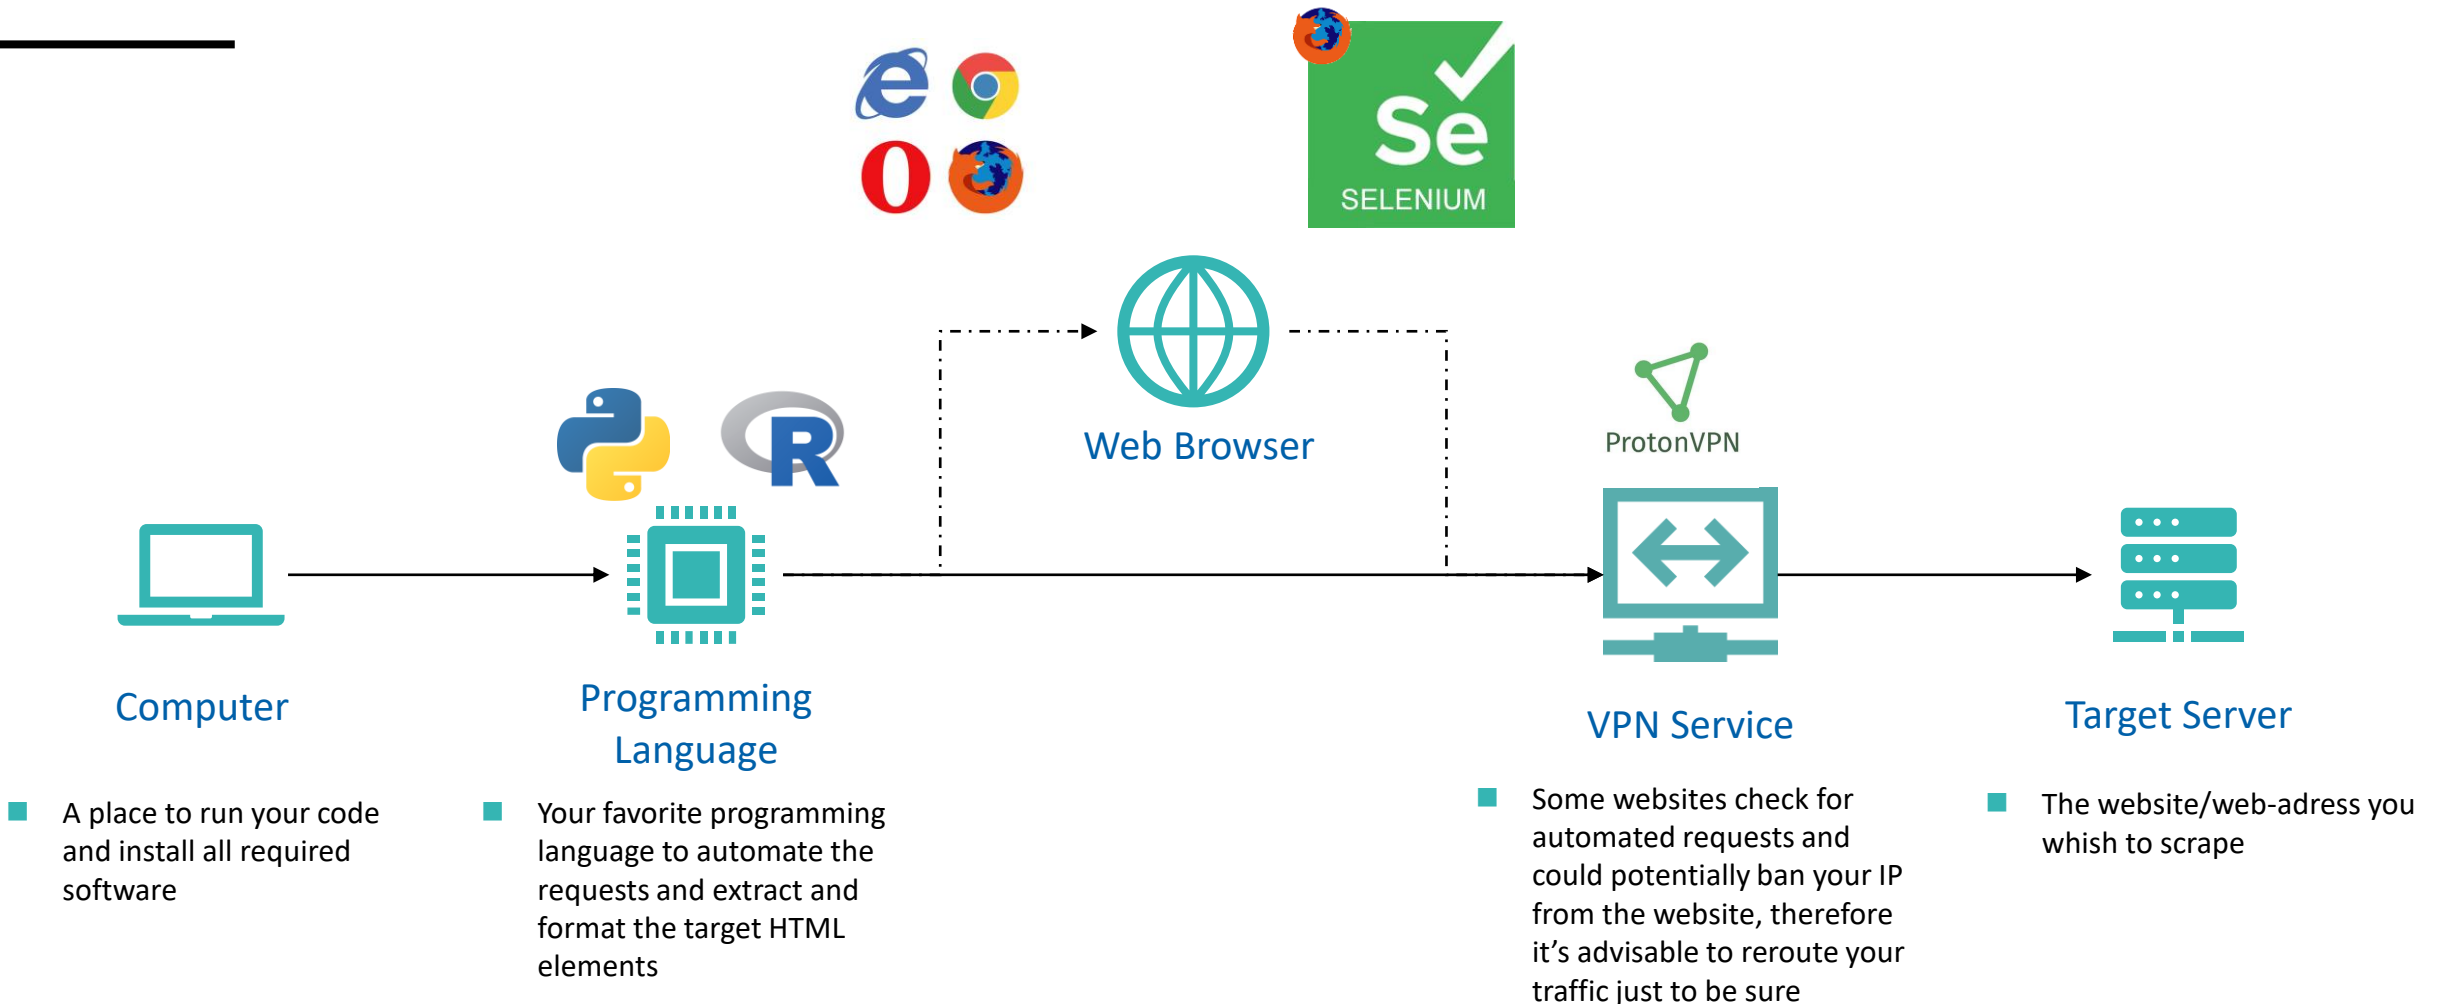 Se
SELENIUM
Web Browser
ProtonVPN
Computer
A place to run your code
and install all required
software
Programming
Language
Your favorite programming
language to automate the
requests and extract and
format the target HTML
elements
VPN Service
Some websites check for
automated requests and
could potentially ban your IP
from the website, therefore
it’s advisable to reroute your
traffic just to be sure
Target Server
The website/web-adress you
whish to scrape